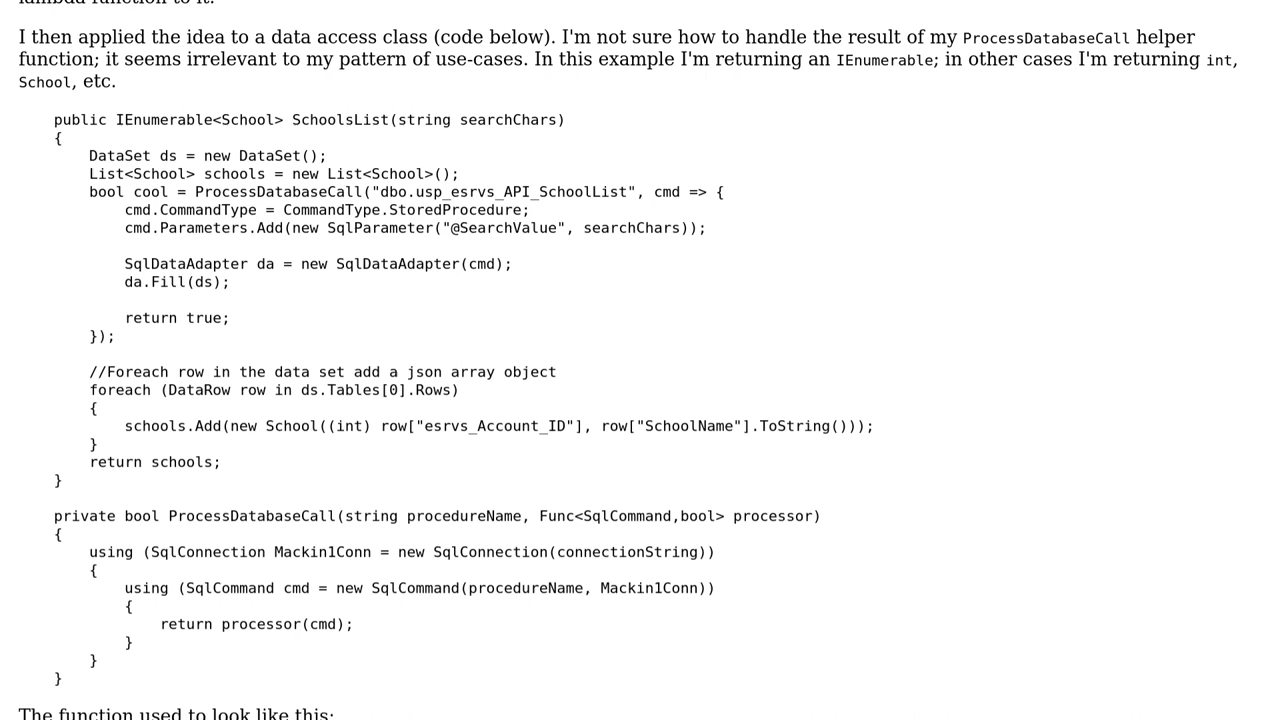 lambda function to it.
I then applied the idea to a data access class (code below). I'm not sure how to handle the result of my ProcessDatabaseCall helper
function; it seems irrelevant to my pattern of use-cases. In this example I'm returning an IEnumerable; in other cases I'm returning int,
School, etc.
public IEnumerable<School> SchoolsList(string searchChars)
{
    DataSet ds = new DataSet();
    List<School> schools = new List<School>();
    bool cool = ProcessDatabaseCall("dbo.usp_esrvs_API_SchoolList", cmd => {
        cmd.CommandType = CommandType.StoredProcedure;
        cmd.Parameters.Add(new SqlParameter("@SearchValue", searchChars));

        SqlDataAdapter da = new SqlDataAdapter(cmd);
        da.Fill(ds);

        return true;
    });

    //Foreach row in the data set add a json array object
    foreach (DataRow row in ds.Tables[0].Rows)
    {
        schools.Add(new School((int) row["esrvs_Account_ID"], row["SchoolName"].ToString()));
    }
    return schools;
}

private bool ProcessDatabaseCall(string procedureName, Func<SqlCommand,bool> processor)
{
    using (SqlConnection Mackin1Conn = new SqlConnection(connectionString))
    {
        using (SqlCommand cmd = new SqlCommand(procedureName, Mackin1Conn))
        {
            return processor(cmd);
        }
    }
}
The function used to look like this: